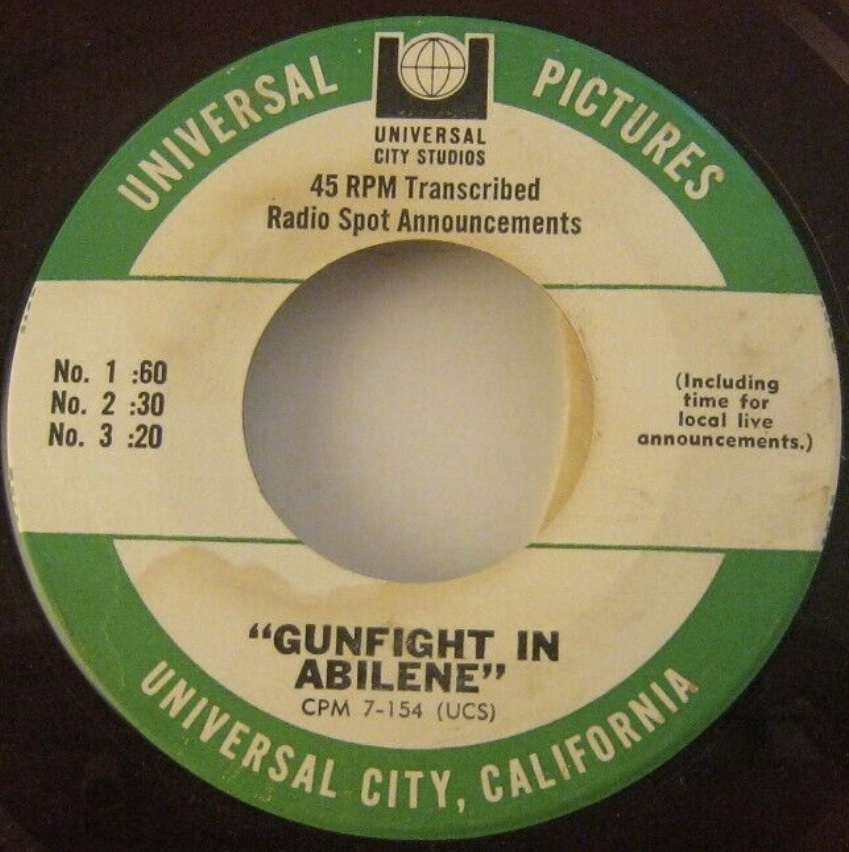 UNIVERSAL PICTURES
UNIVERSAL
CITY STUDIOS
45 RPM Transcribed
Radio Spot Announcements
No. 1 :60
No. 2 :30
No. 3 :20
(Including
time for
local live
announcements.)
"GUNFIGHT IN
ABILENE"
CPM 7-154 (UCS)
UNIVERSAL CITY, CALIFORNIA